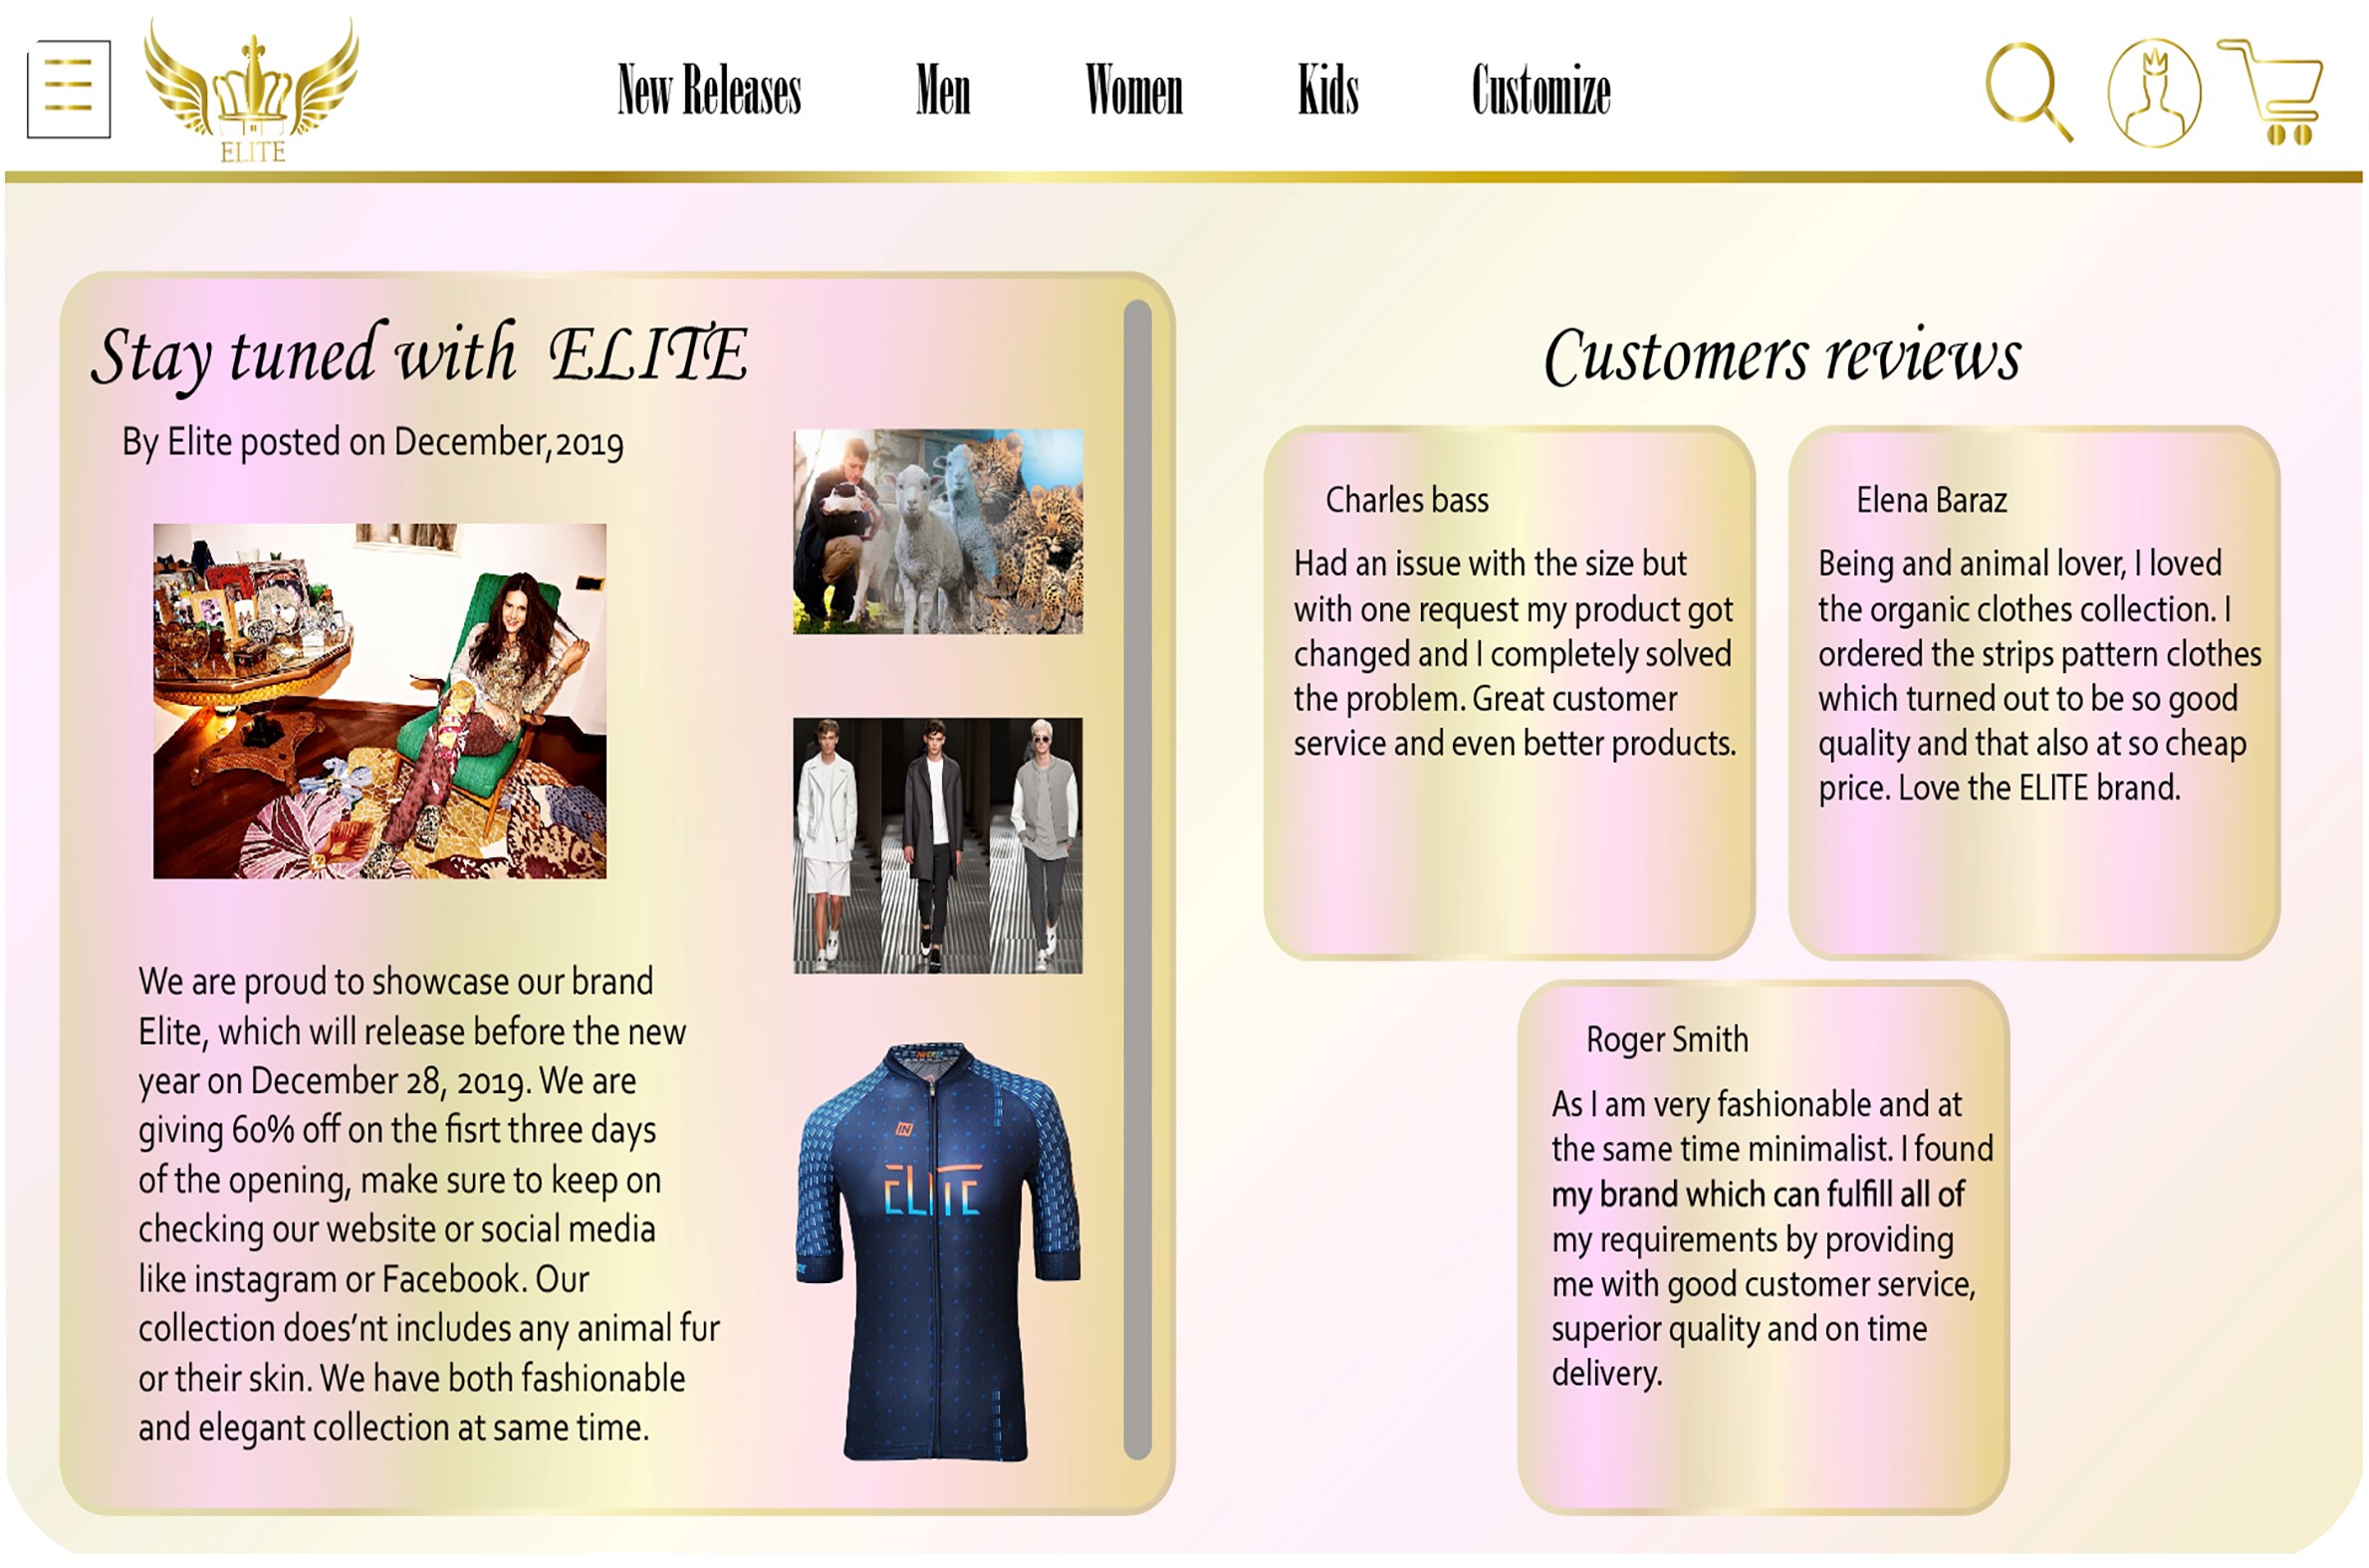 ELITE
New Releases
Men
Women
Kids
Customize
Stay tuned with ELITE
By Elite posted on December,2019
We are proud to showcase our brand
Elite, which will release before the new
year on December 28, 2019. We are
giving 60% off on the fisrt three days
of the opening, make sure to keep on
checking our website or social media
like instagram or Facebook. Our
collection does’nt includes any animal fur
or their skin. We have both fashionable
and elegant collection at same time.
IN
ELITE
Customers reviews
Charles bass
Had an issue with the size but
with one request my product got
changed and I completely solved
the problem. Great customer
service and even better products.
Elena Baraz
Being and animal lover, I loved
the organic clothes collection. I
ordered the strips pattern clothes
which turned out to be so good
quality and that also at so cheap
price. Love the ELITE brand.
Roger Smith
As I am very fashionable and at
the same time minimalist. I found
my brand which can fulfill all of
my requirements by providing
me with good customer service,
superior quality and on time
delivery.